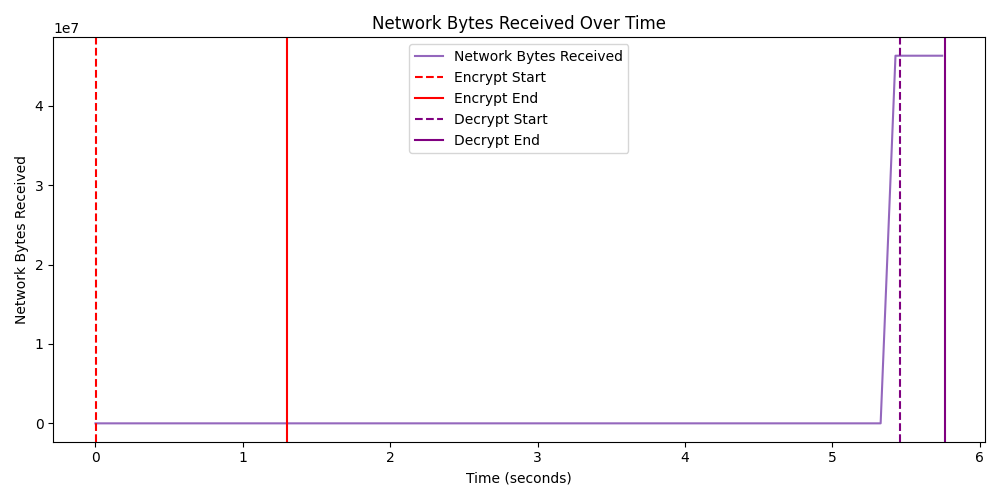 Network Bytes Received Over Time
1e7
Network Bytes Received
Encrypt Start
Encrypt End
Decrypt Start
Decrypt End
4
3
2
1
0
Network Bytes Received
0 1 2 3 4 5 6
Time (seconds)